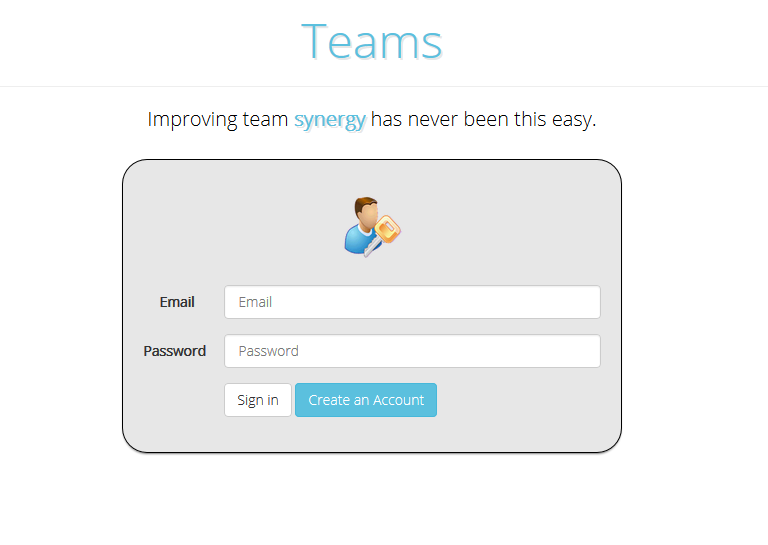 Teams
Improving team synergy has never been this easy.
Email Email
Password Password
Sign in Create an Account